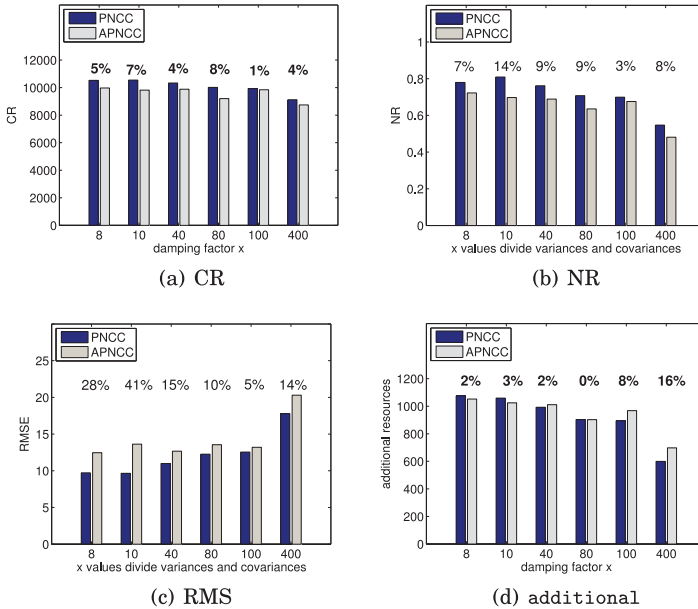 PNCC
APNCC
12000
10000
8000
6000
4000
2000
0
CR
5% 7% 4% 8% 1% 4%
8 10 40 80 100 400
damping factor x
(a) CR
PNCC
APNCC
1
0.8
0.6
0.4
0.2
0
NR
7% 14% 9% 9% 3% 8%
8 10 40 80 100 400
x values divide variances and covariances
(b) NR
PNCC
APNCC
25
20
15
10
5
0
RMSE
28% 41% 15% 10% 5% 14%
8 10 40 80 100 400
x values divide variances and covariances
(c) RMS
PNCC
APNCC
1200
1000
800
600
400
200
0
additional resources
2% 3% 2% 0% 8% 16%
8 10 40 80 100 400
damping factor x
(d) additional